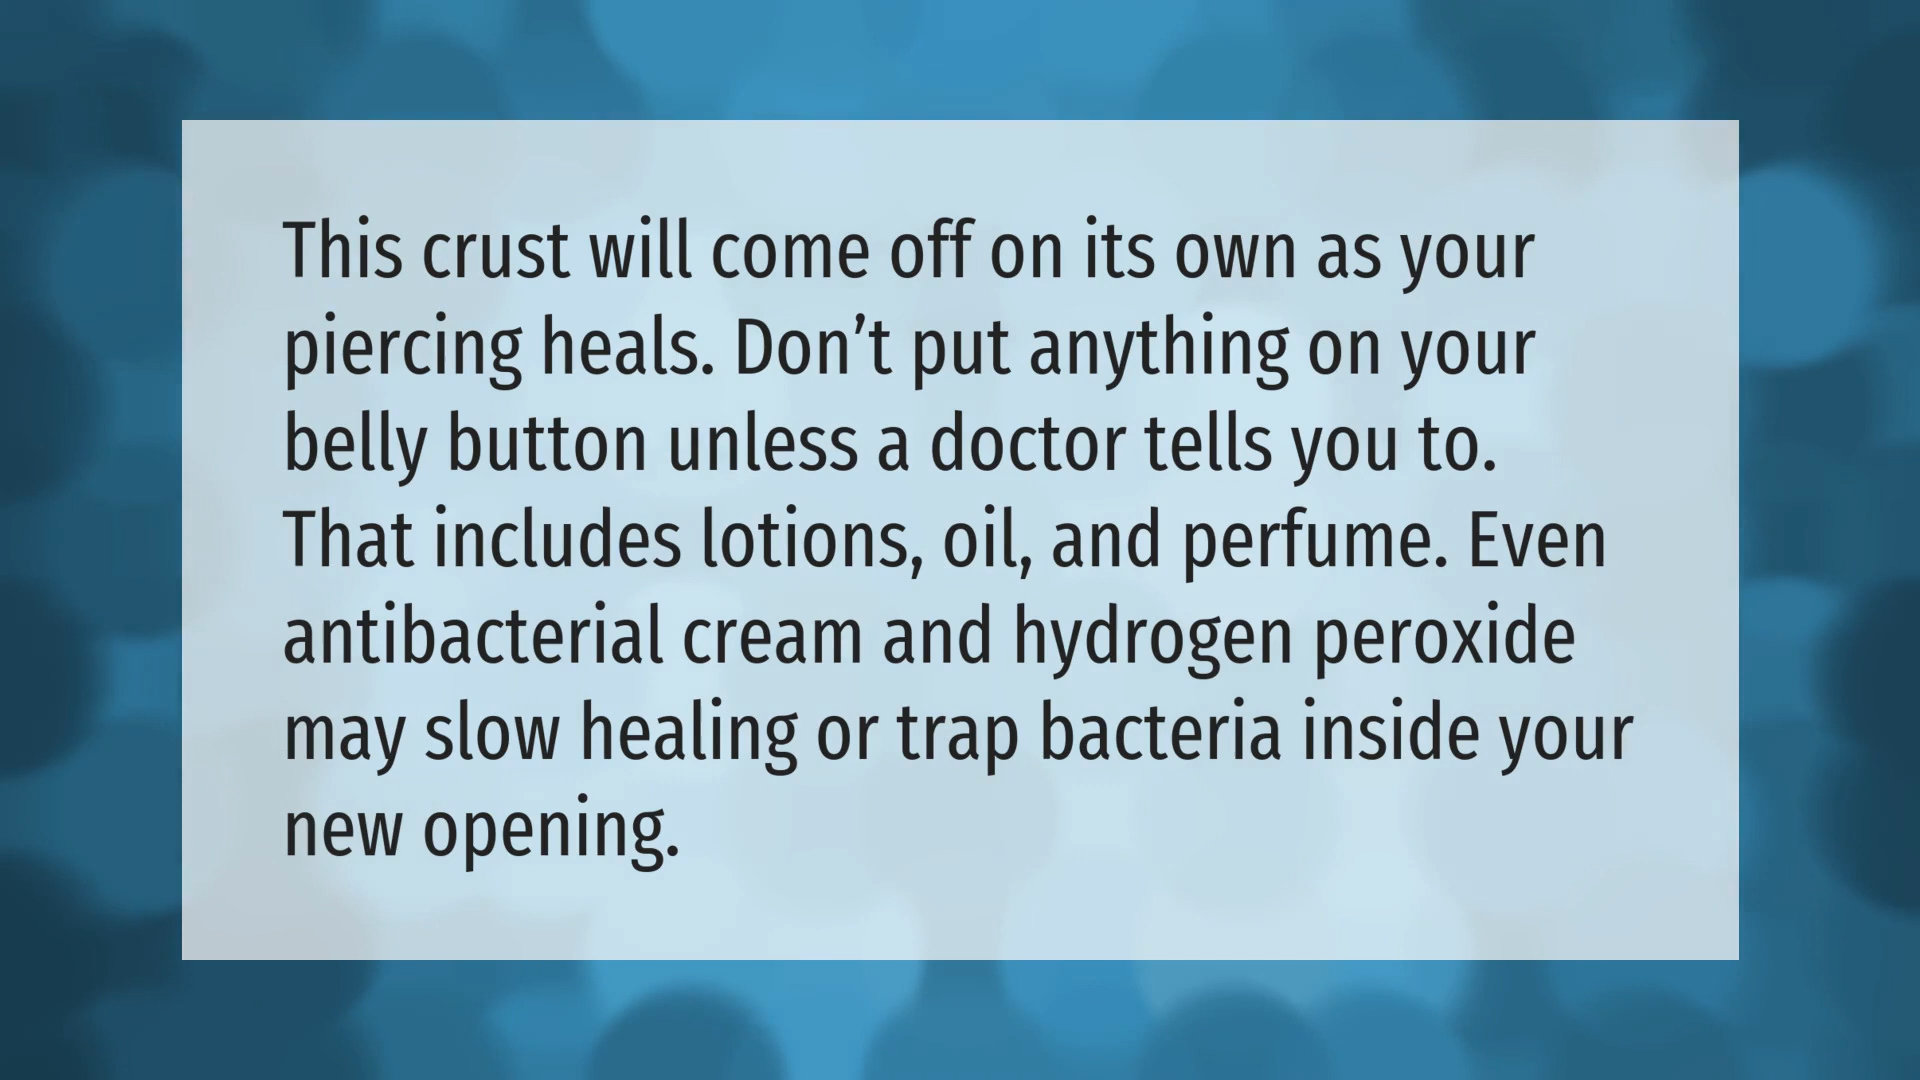 This crust will come off on its own as your
piercing heals. Don’t put anything on your
belly button unless a doctor tells you to.
That includes lotions, oil, and perfume. Even
antibacterial cream and hydrogen peroxide
may slow healing or trap bacteria inside your
new opening.